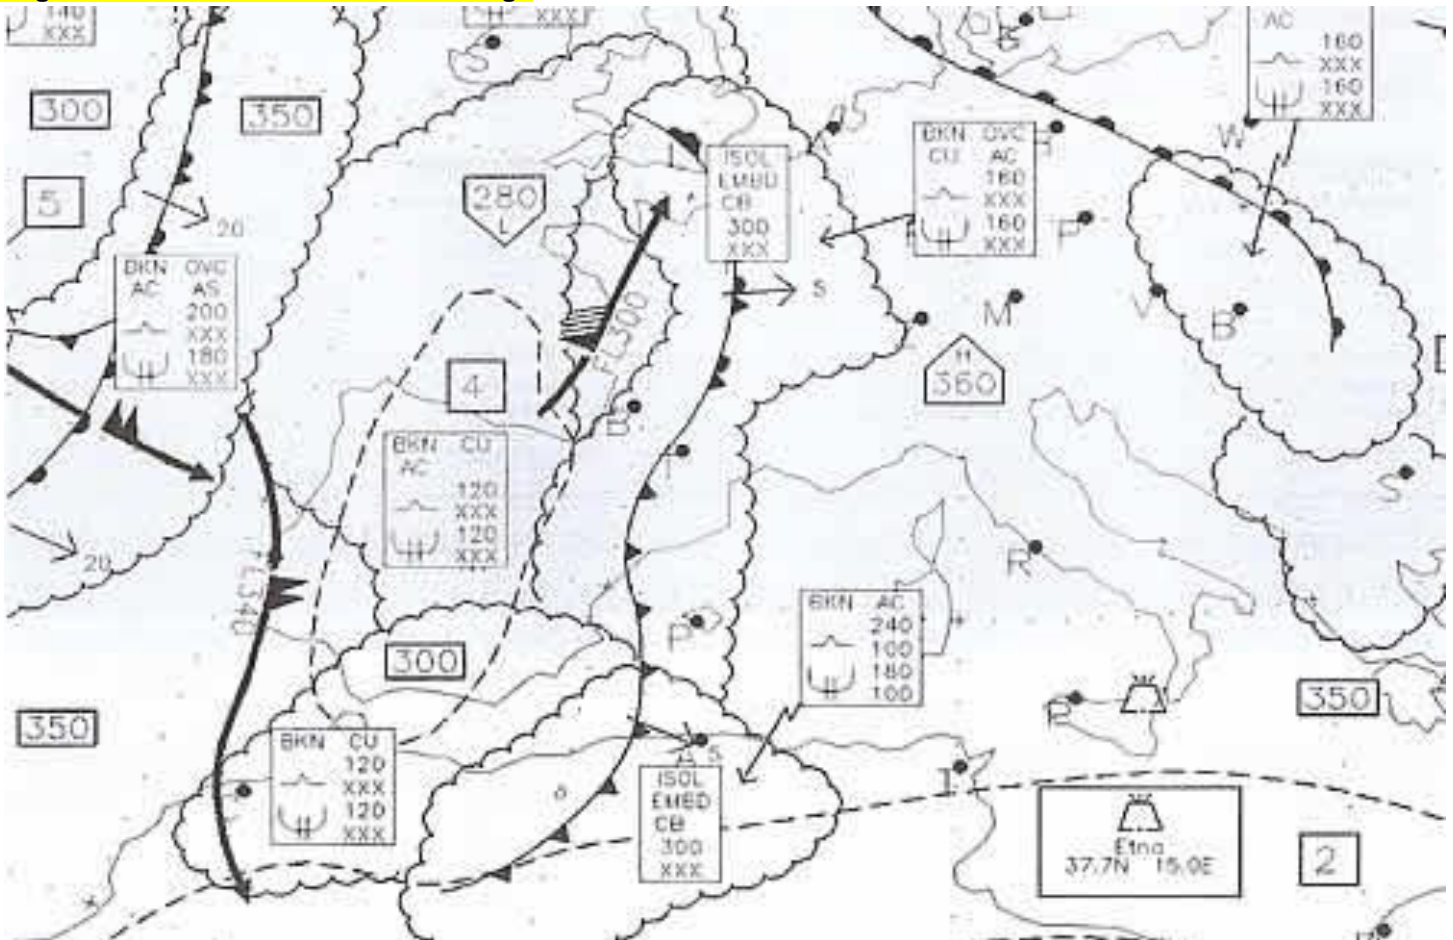 140
XXX
XXX
300
350
5
20
280
L
BKN OVC
AC AS
200
XXX
180
XXX
ISOL
EMBD
CB
300
XXX
BKN OVC
CU AC
160
XXX
160
XXX
AC
160
XXX
160
XXX
W
P
S
M
V
B
H
360
FL300
4
B
BKN CU
AC
120
XXX
120
XXX
20
FL340
S
R
300
P
BKN AC
240
100
180
100
P
350
350
BKN CU
120
XXX
120
XXX
A
5
ISOL
EMBD
CB
300
XXX
T
Etna
37.7N 15.0E
2